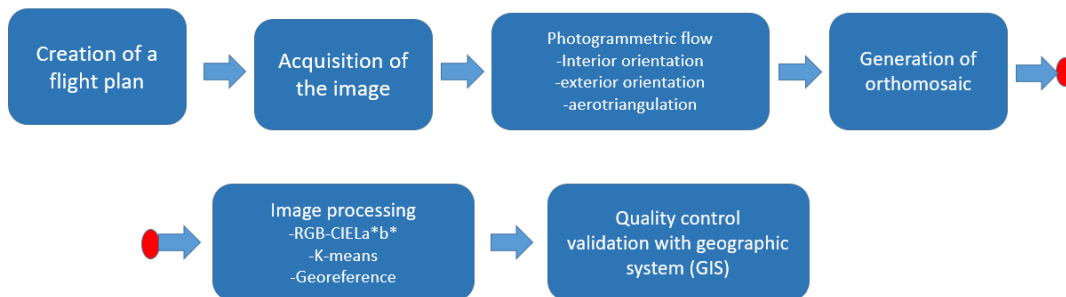 Creation of a
flight plan
Acquisition of
the image
Photogrammetric flow
-Interior orientation
-exterior orientation
-aerotriangulation
Generation of
orthomosaic
Image processing
-RGB-CIELa*b*
-K-means
-Georeference
Quality control
validation with geographic
system (GIS)